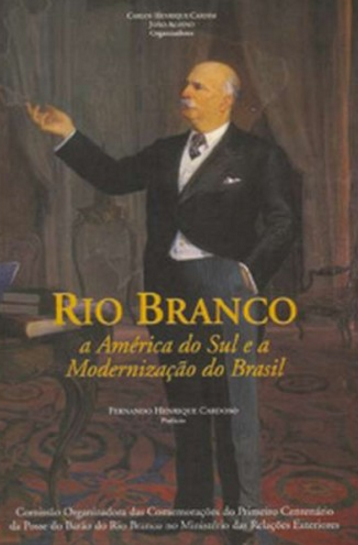 CARLOS HENRIQUE CARDIM
JOÃO ALMINO
Organizadores
RIO BRANCO
a América do Sul e a
Modernização do Brasil
FERNANDO HENRIQUE CARDOSO
Prefácio
Comissão Organizadora das Comemorações do Primeiro Centenário
da Posse do Barão do Rio Branco no Ministério das Relações Exteriores